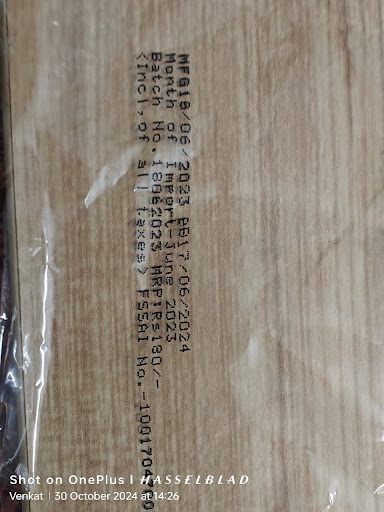 MFG18/06/2023 BB17/06/2024
Month of Import-June 2023
Batch No.18062023 MRP:Rs180/-
(Incl,of all taxes) FSSAI No.-
Shot on OnePlus | HASSELBLAD
Venkat | 30 October 2024 at 14:26